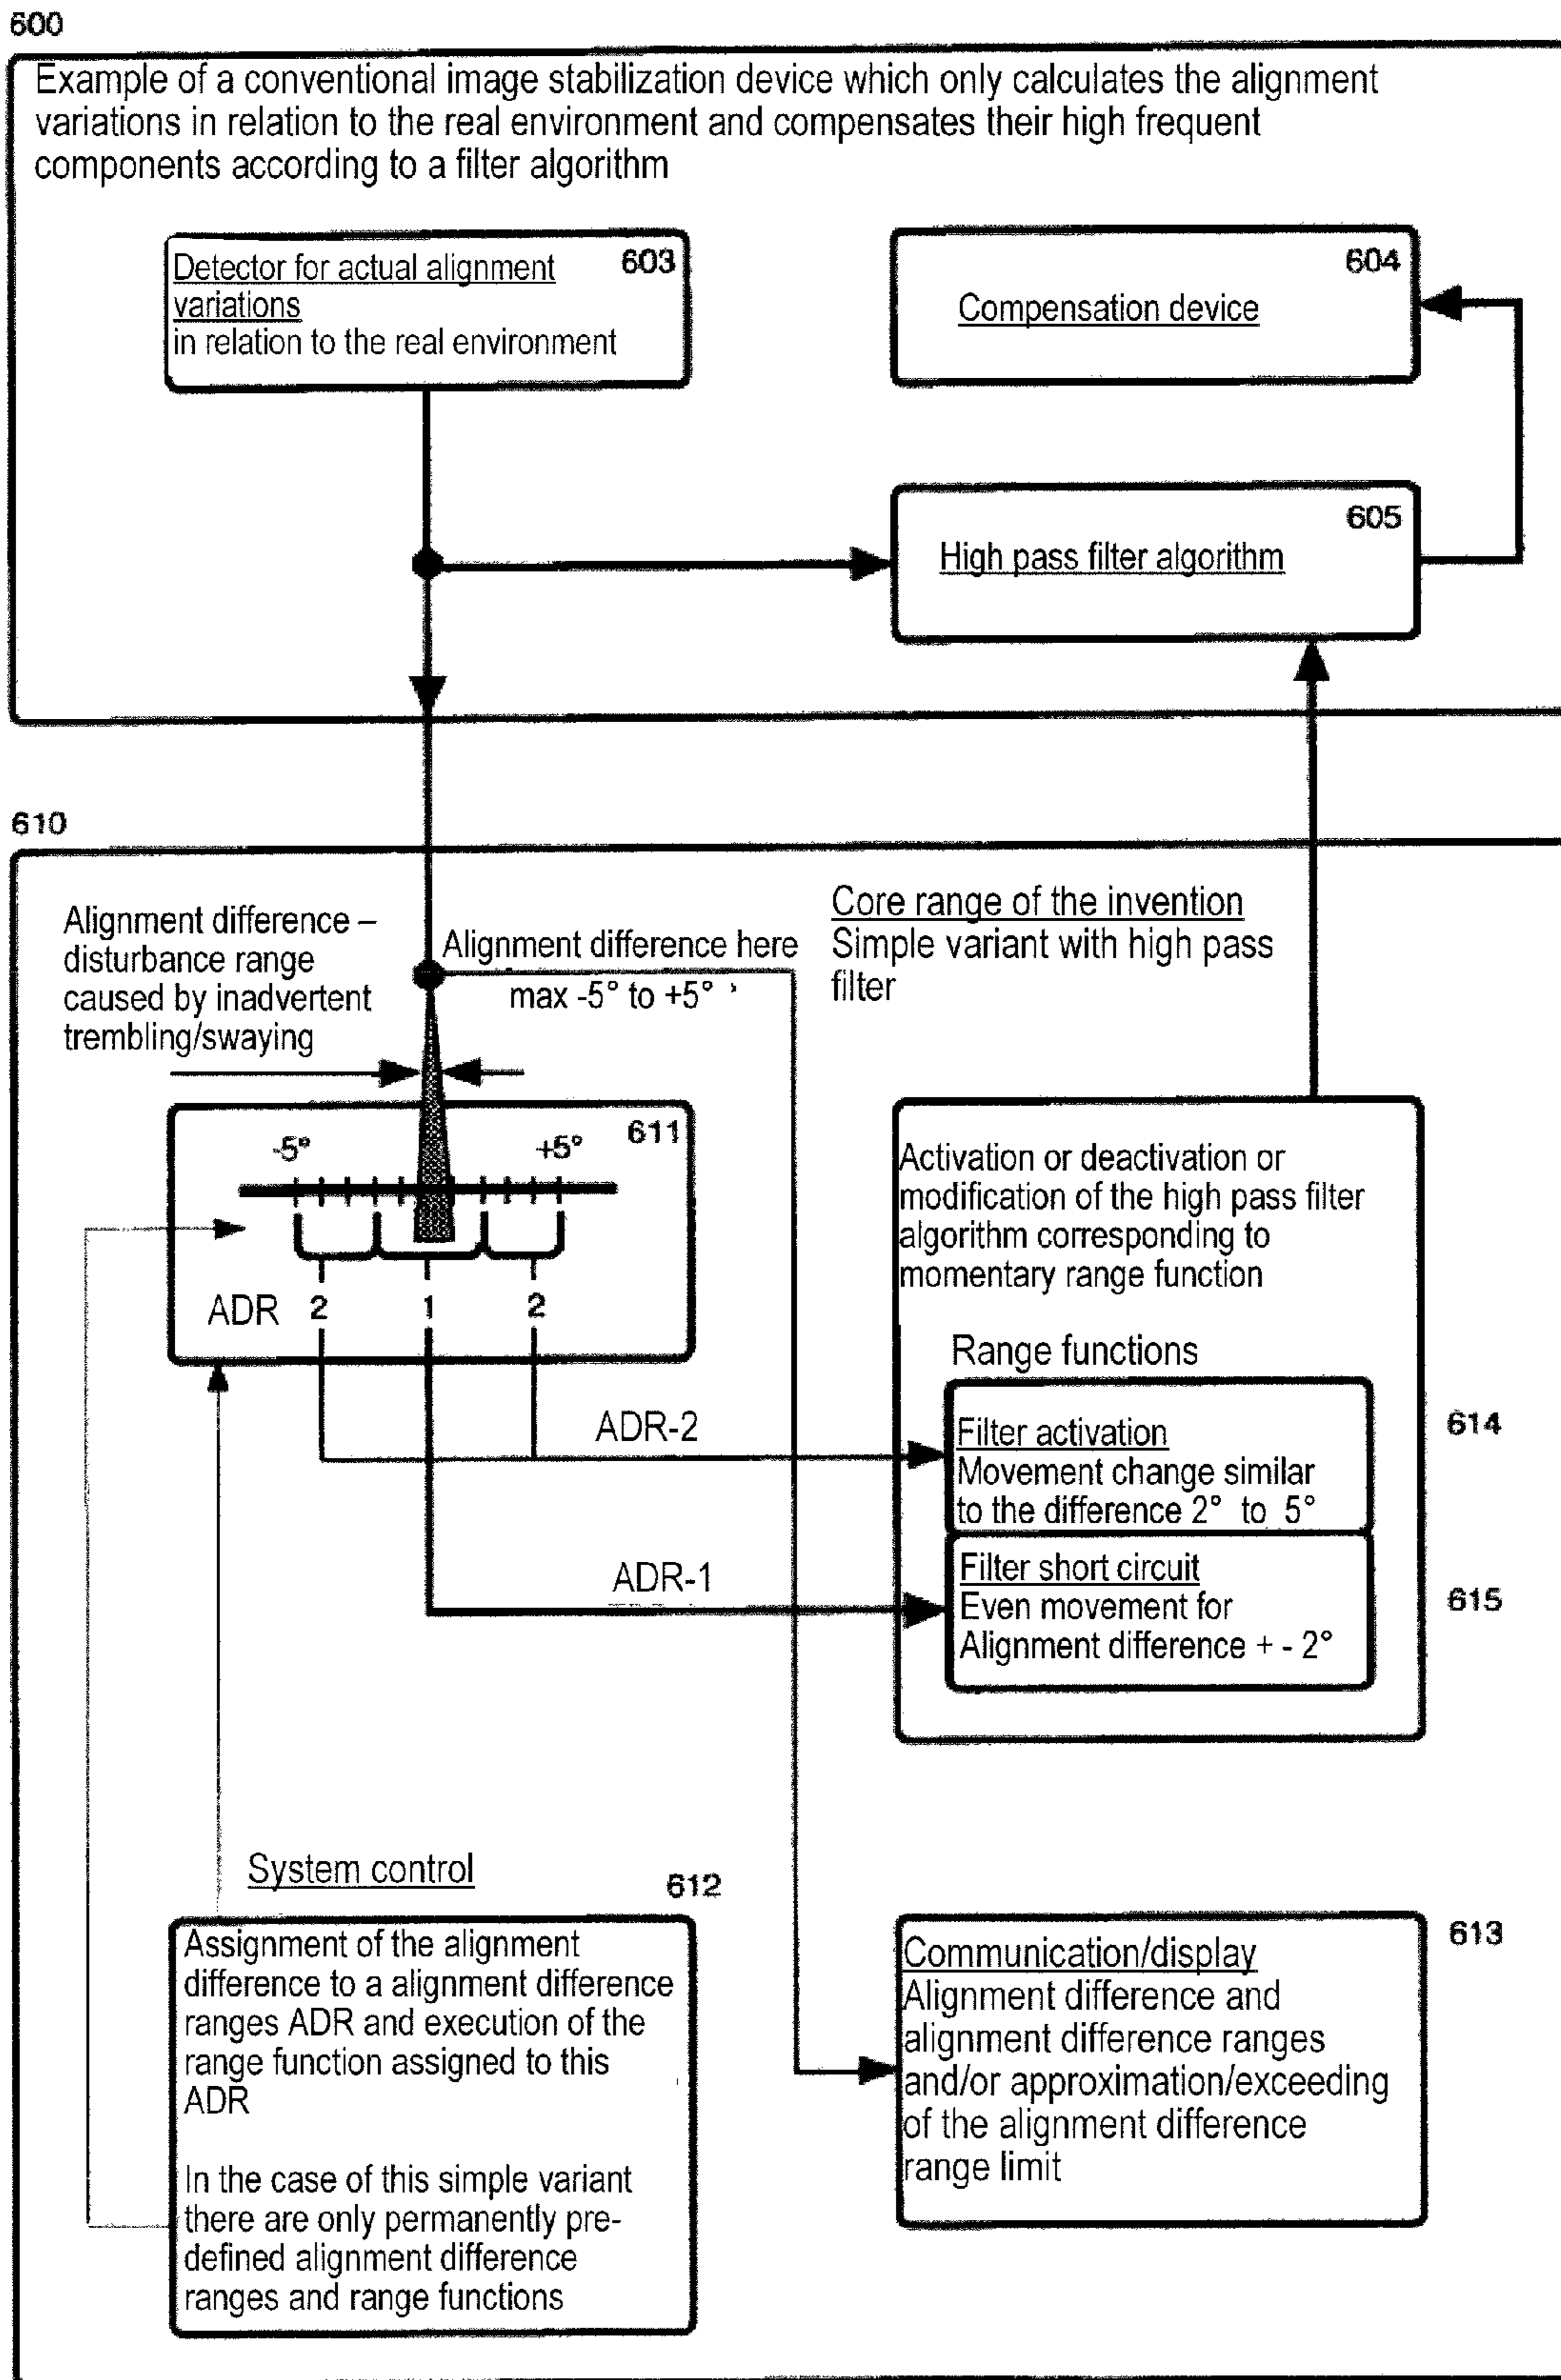 600
Example of a conventional image stabilization device which only calculates the alignment
variations in relation to the real environment and compensates their high frequent
components according to a filter algorithm
603
Detector for actual alignment
variations
in relation to the real environment
604
Compensation device
605
High pass filter algorithm
610
Alignment difference –
disturbance range
caused by inadvertent
trembling/swaying
Alignment difference here
max -5° to +5°
Core range of the invention
Simple variant with high pass
filter
611
-5°
+5°
ADR
2
1
2
Activation or deactivation or
modification of the high pass filter
algorithm corresponding to
momentary range function
Range functions
ADR-2
614
Filter activation
Movement change similar
to the difference 2° to 5°
ADR-1
615
Filter short circuit
Even movement for
Alignment difference + - 2°
System control
612
Assignment of the alignment
difference to a alignment difference
ranges ADR and execution of the
range function assigned to this
ADR
In the case of this simple variant
there are only permanently pre-
defined alignment difference
ranges and range functions
613
Communication/display
Alignment difference and
alignment difference ranges
and/or approximation/exceeding
of the alignment difference
range limit